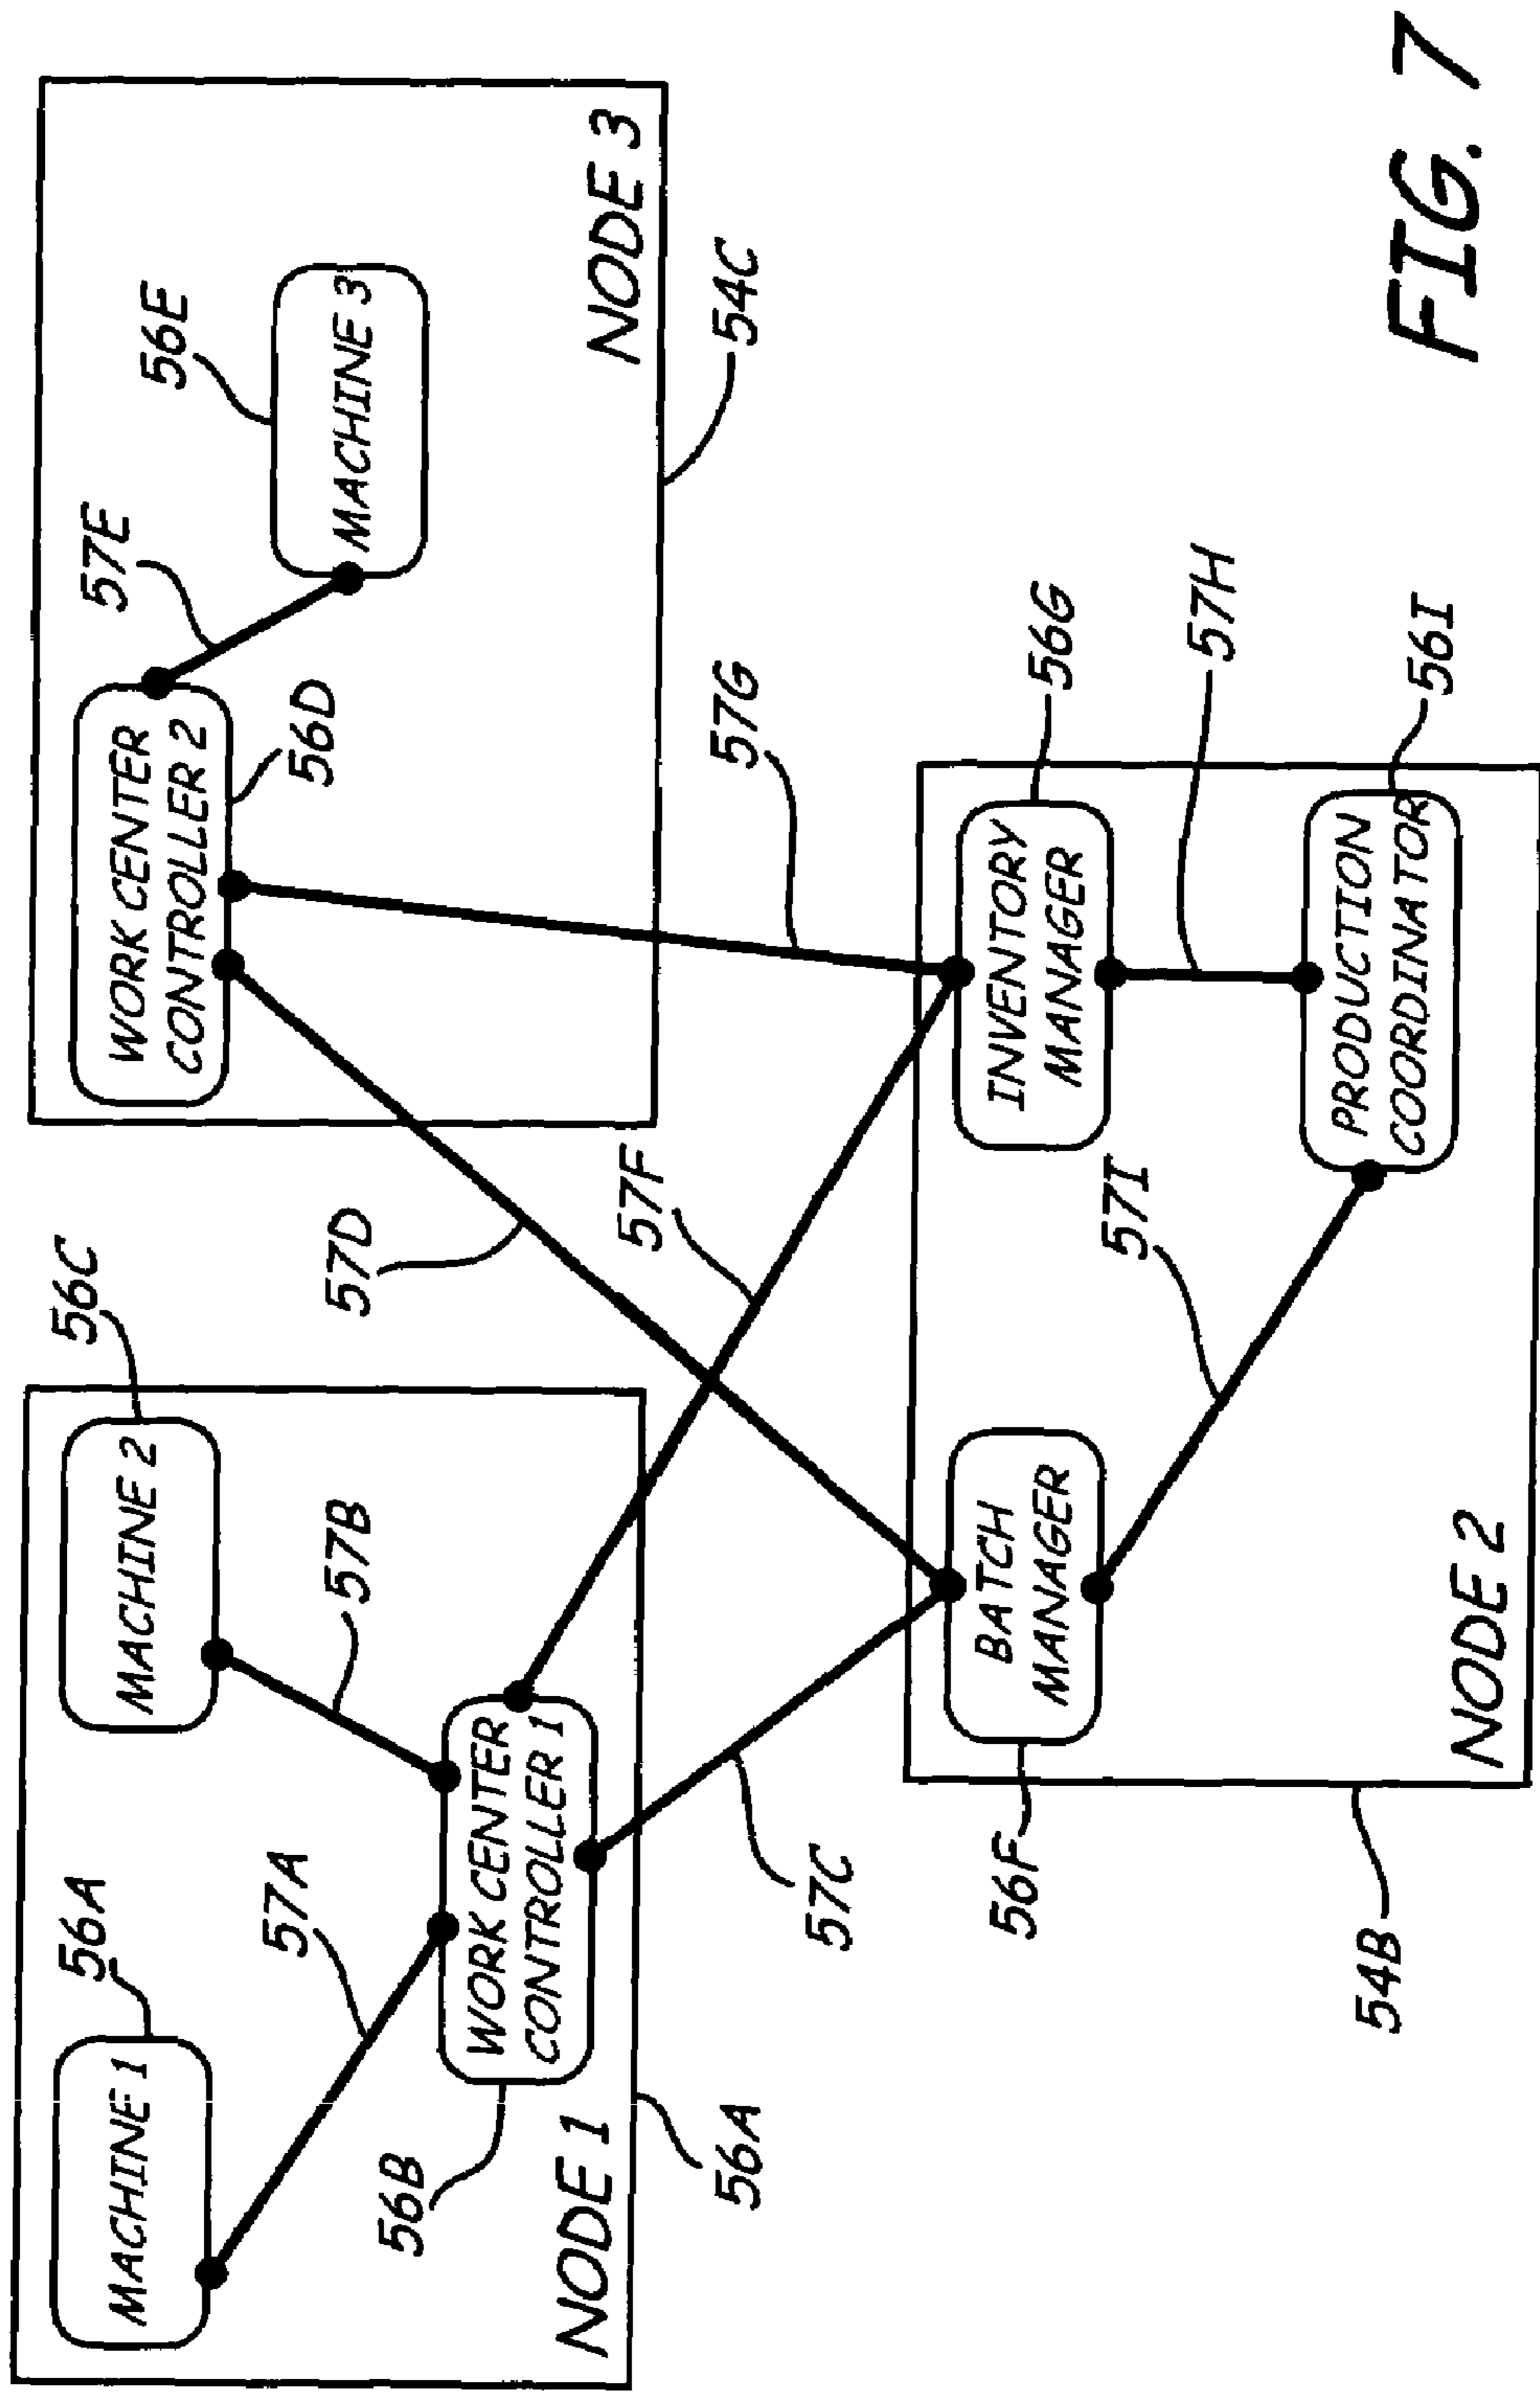 56A
MACHINE 1
57A
56B
WORK CENTER
CONTROLLER 1
NODE 1
56A
56C
MACHINE 2
57B
57C
57D
57F
57E
56E
WORK CENTER
CONTROLLER 2
56D
MACHINE 3
NODE 3
54C
57G
56F
BATCH
MANAGER
54B
NODE 2
57I
INVENTORY
MANAGER
56G
57H
PRODUCTION
COORDINATOR
56I
FIG. 7